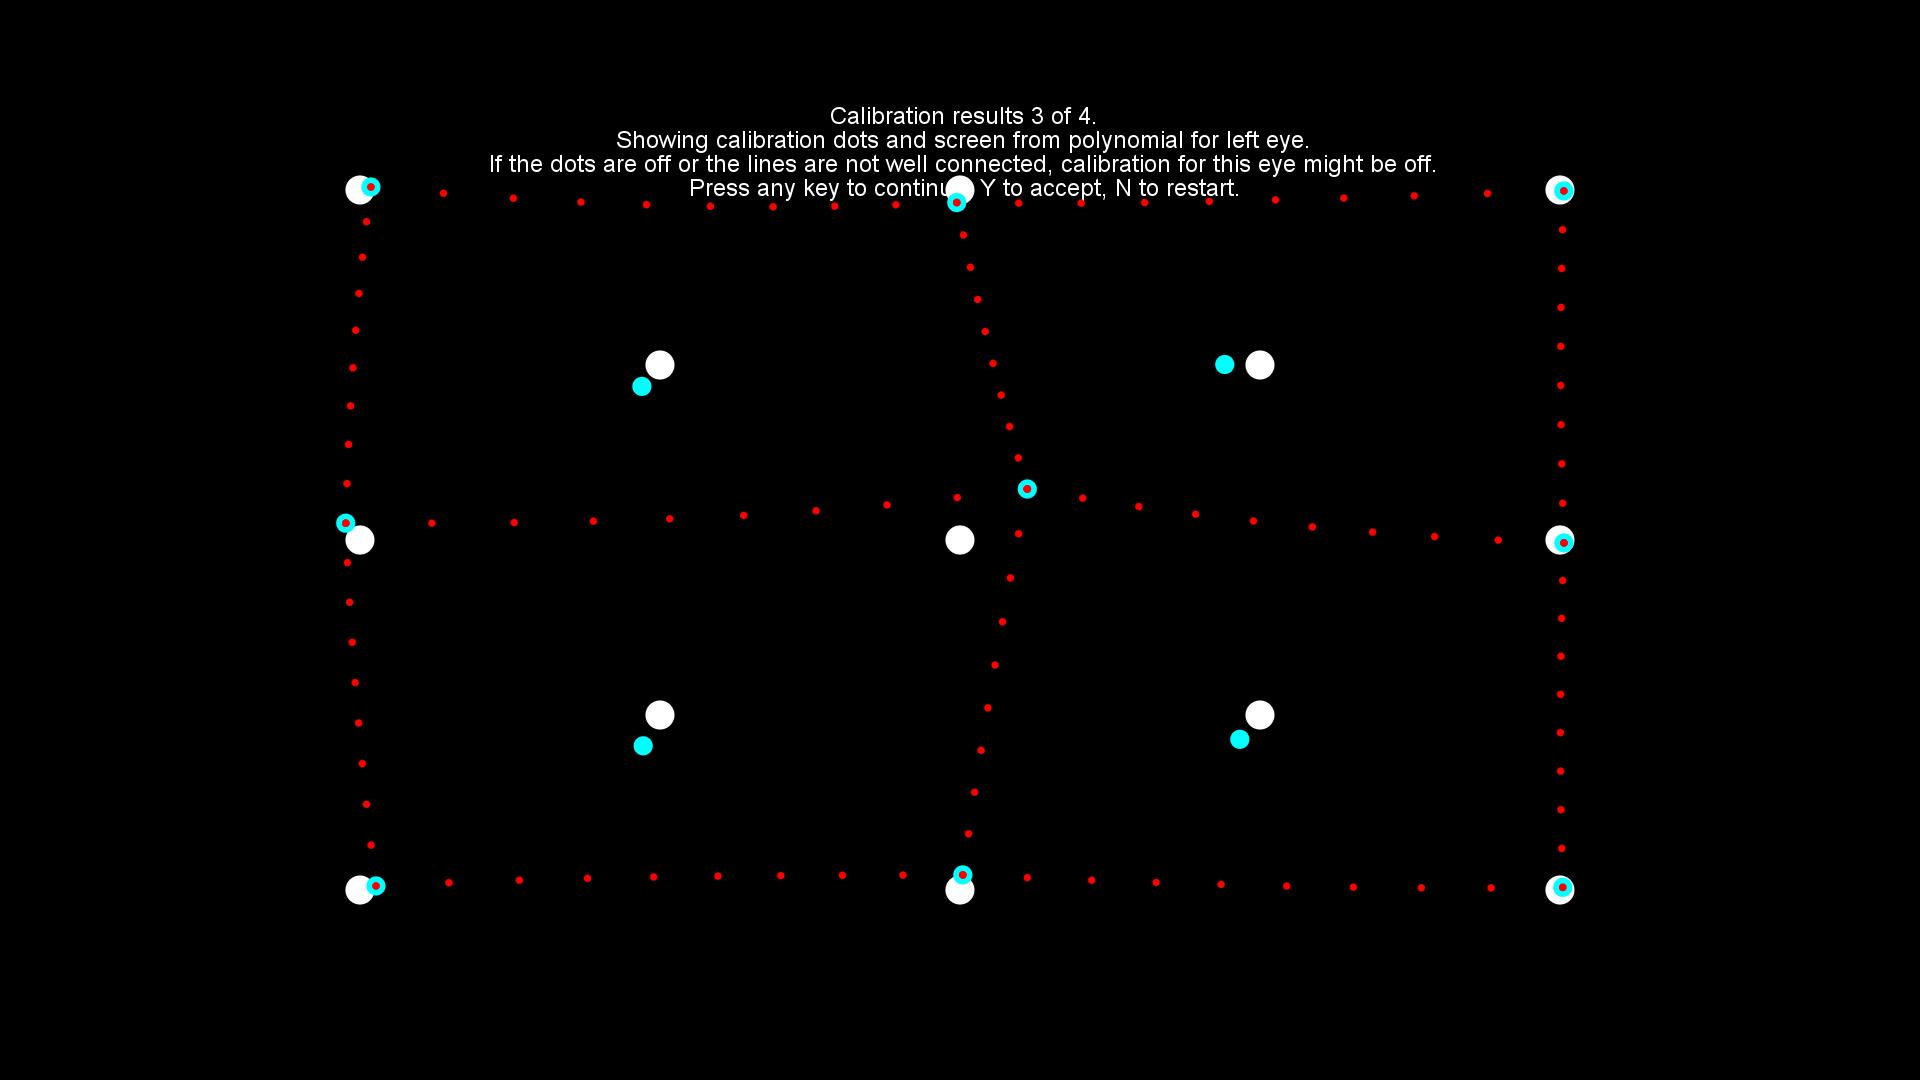 Calibration results 3 of 4.
Showing calibration dots and screen from polynomial for left eye.
If the dots are off or the lines are not well connected, calibration for this eye might be off.
Press any key to continue, Y to accept, N to restart.